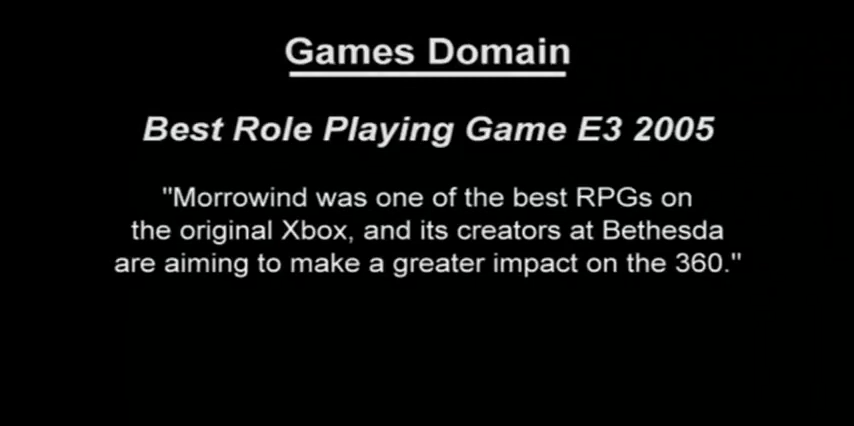 Games Domain
Best Role Playing Game E3 2005
"Morrowind was one of the best RPGs on
the original Xbox, and its creators at Bethesda
are aiming to make a greater impact on the 360."